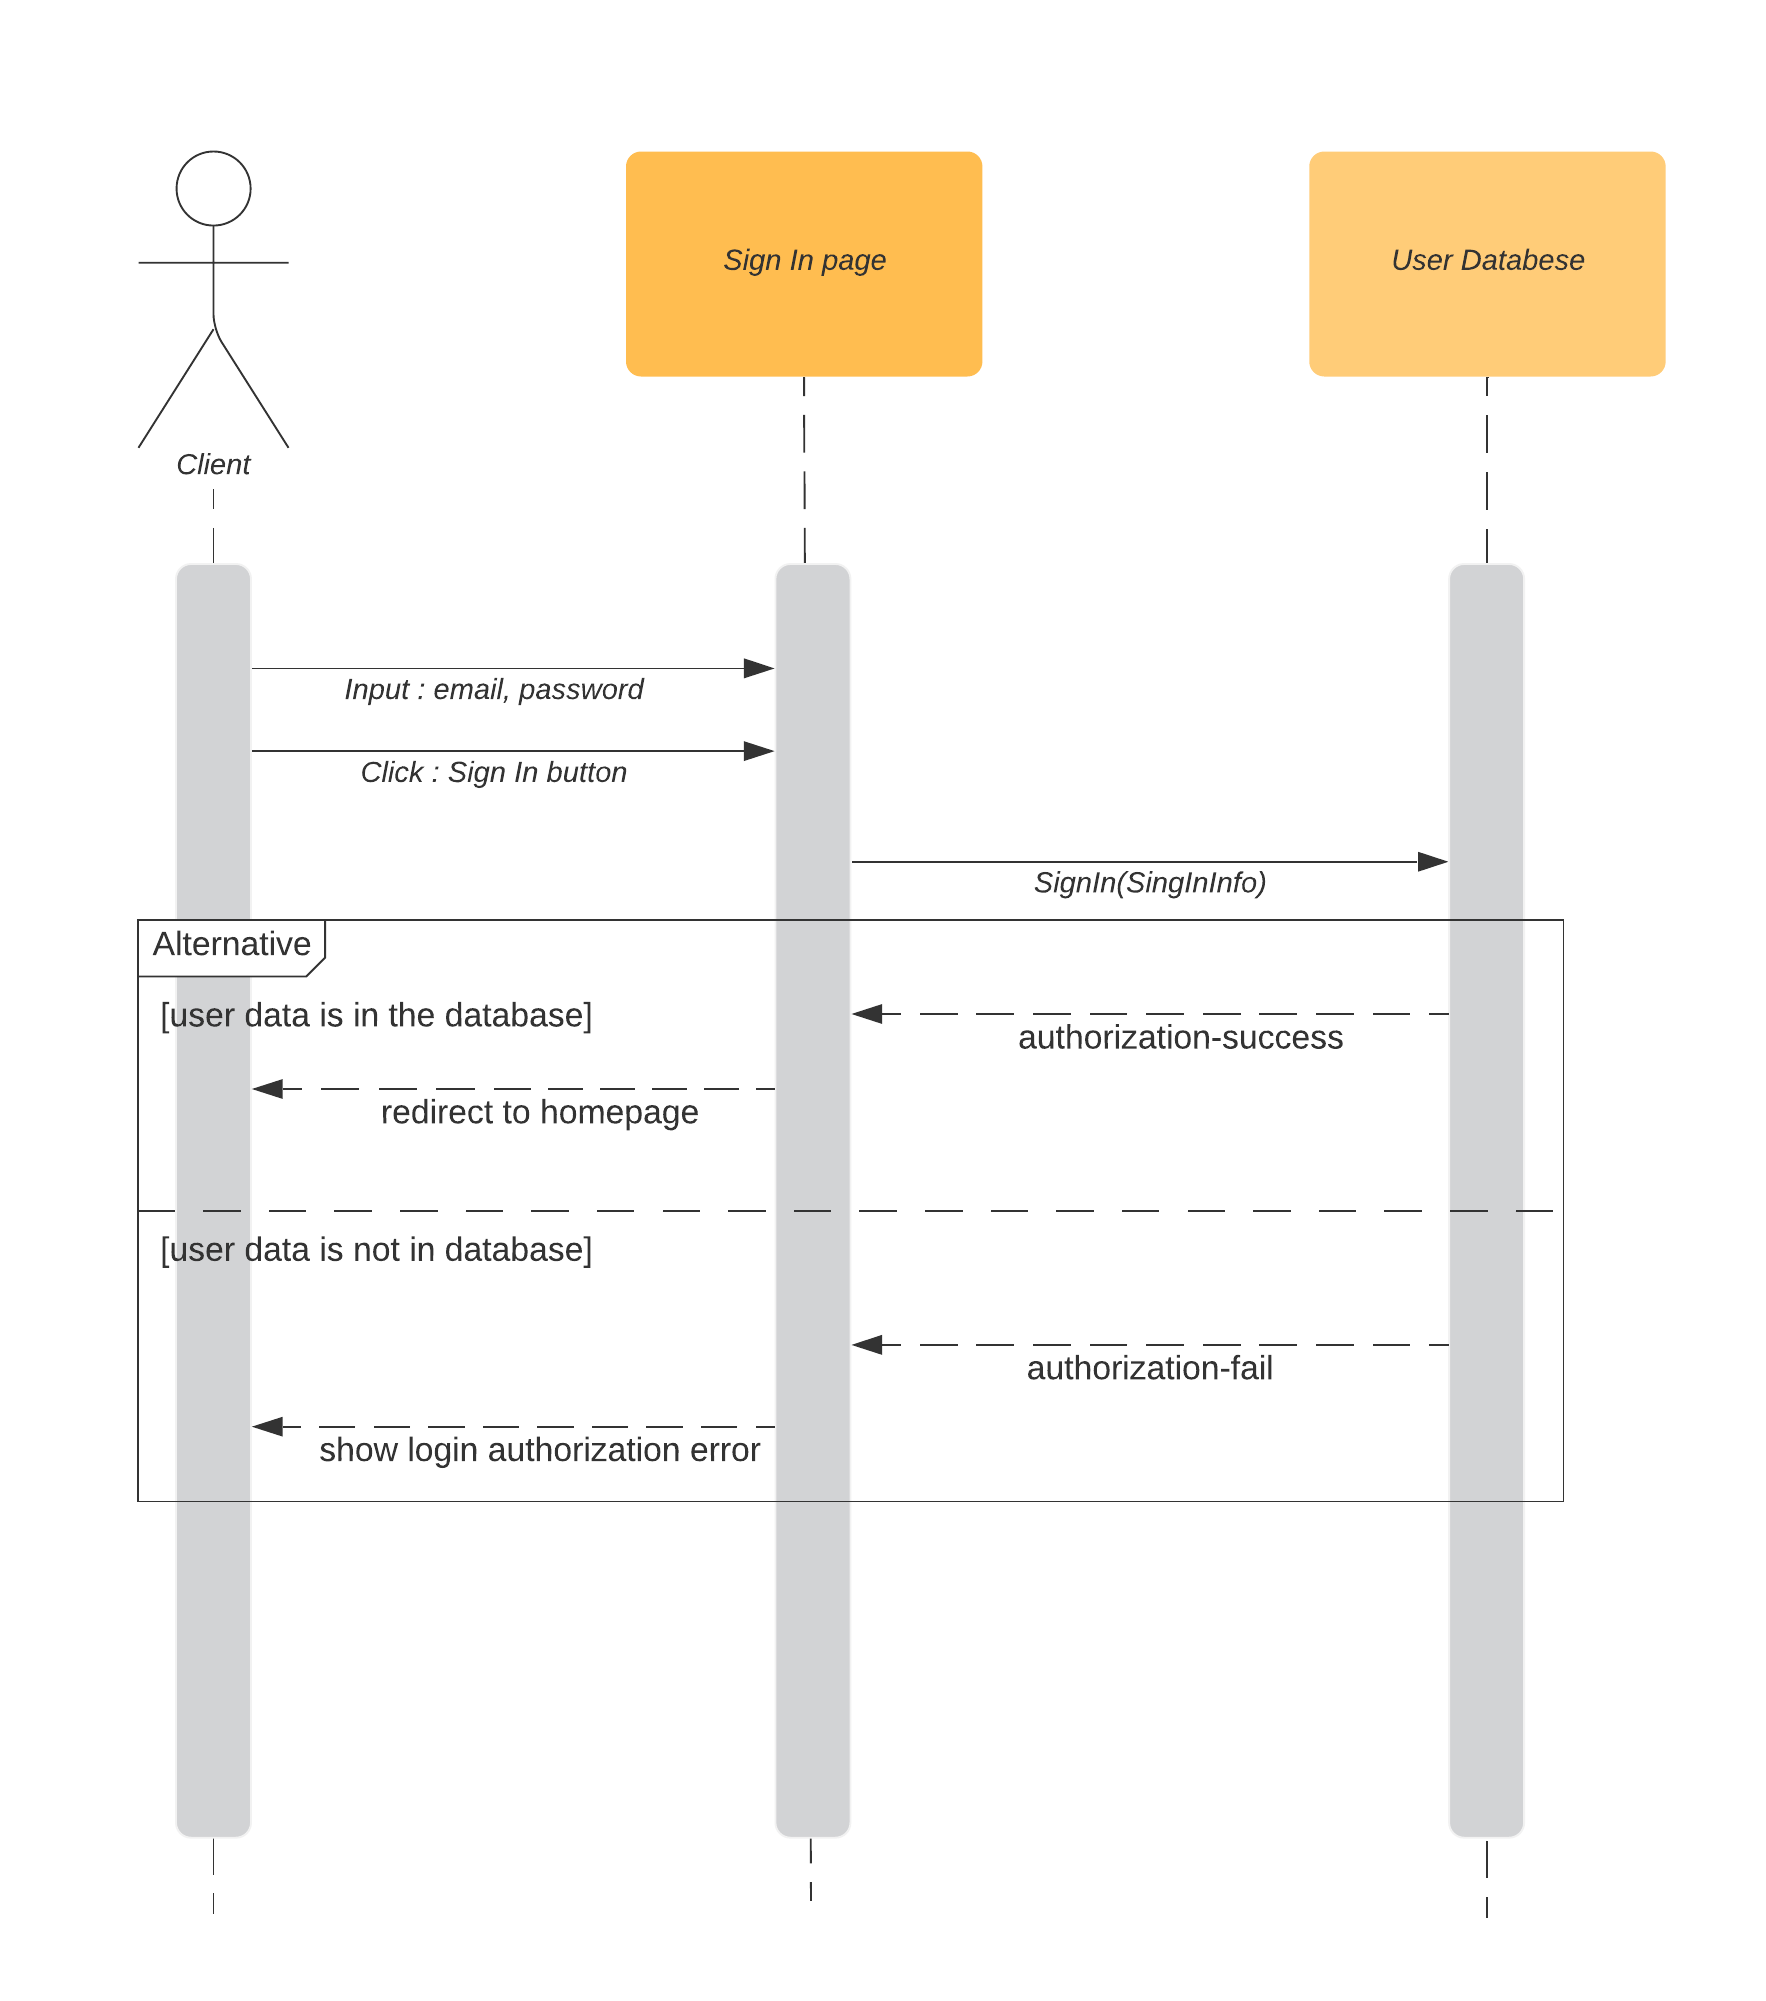 Sign In page
User Databese
Client
Input : email, password
Click : Sign In button
SignIn(SingInInfo)
Alternative
[user data is in the database]
authorization-success
redirect to homepage
[user data is not in database]
authorization-fail
show login authorization error